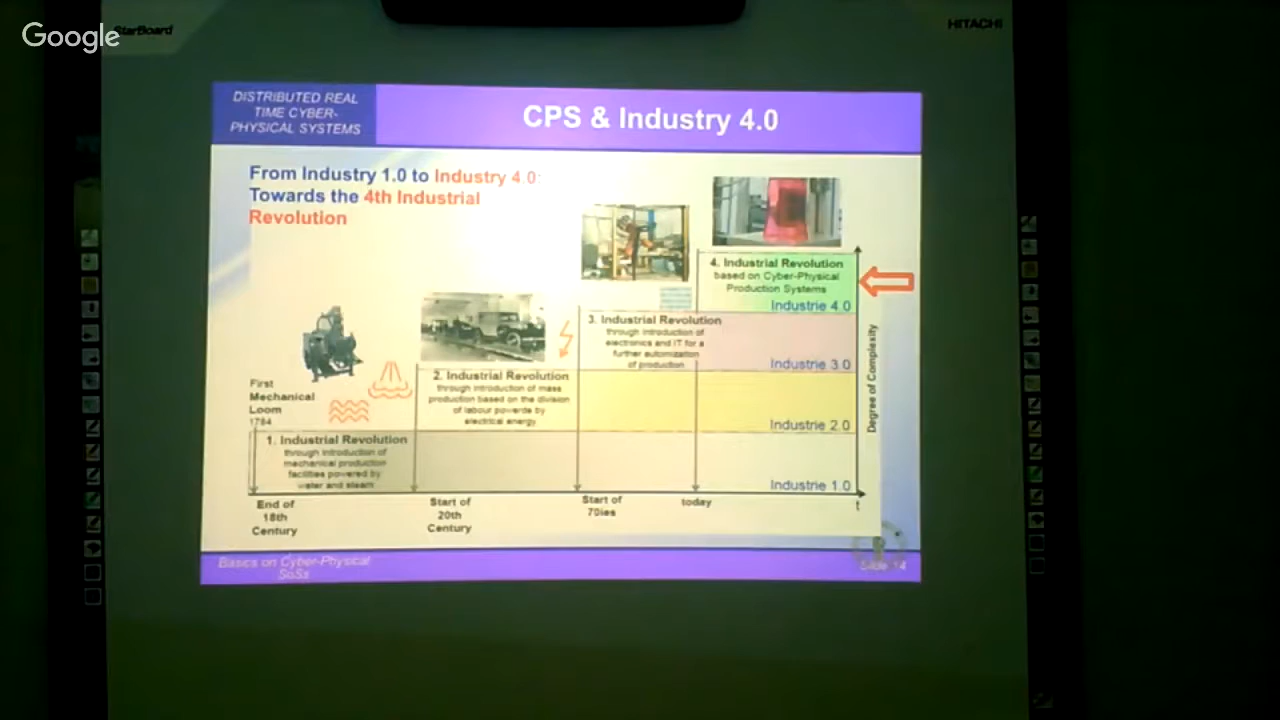 Google
StarBoard
HITACHI
DISTRIBUTED REAL
TIME CYBER-
PHYSICAL SYSTEMS
CPS & Industry 4.0
From Industry 1.0 to Industry 4.0:
Towards the 4th Industrial
Revolution
4. Industrial Revolution
based on Cyber-Physical
Production Systems
Industrie 4.0
3. Industrial Revolution
through introduction of
electronics and IT for a
further automization
of production
Industrie 3.0
2. Industrial Revolution
through introduction of mass
production based on the division
of labour powerde by
electrical energy
Industrie 2.0
First
Mechanical
Loom
1784
1. Industrial Revolution
through introduction of
mechanical production
facilities powered by
water and steam
Industrie 1.0
Degree of Complexity
End of
18th
Century
Start of
20th
Century
Start of
70ies
today
t
Basics on Cyber-Physical
SoSs
Slide 14